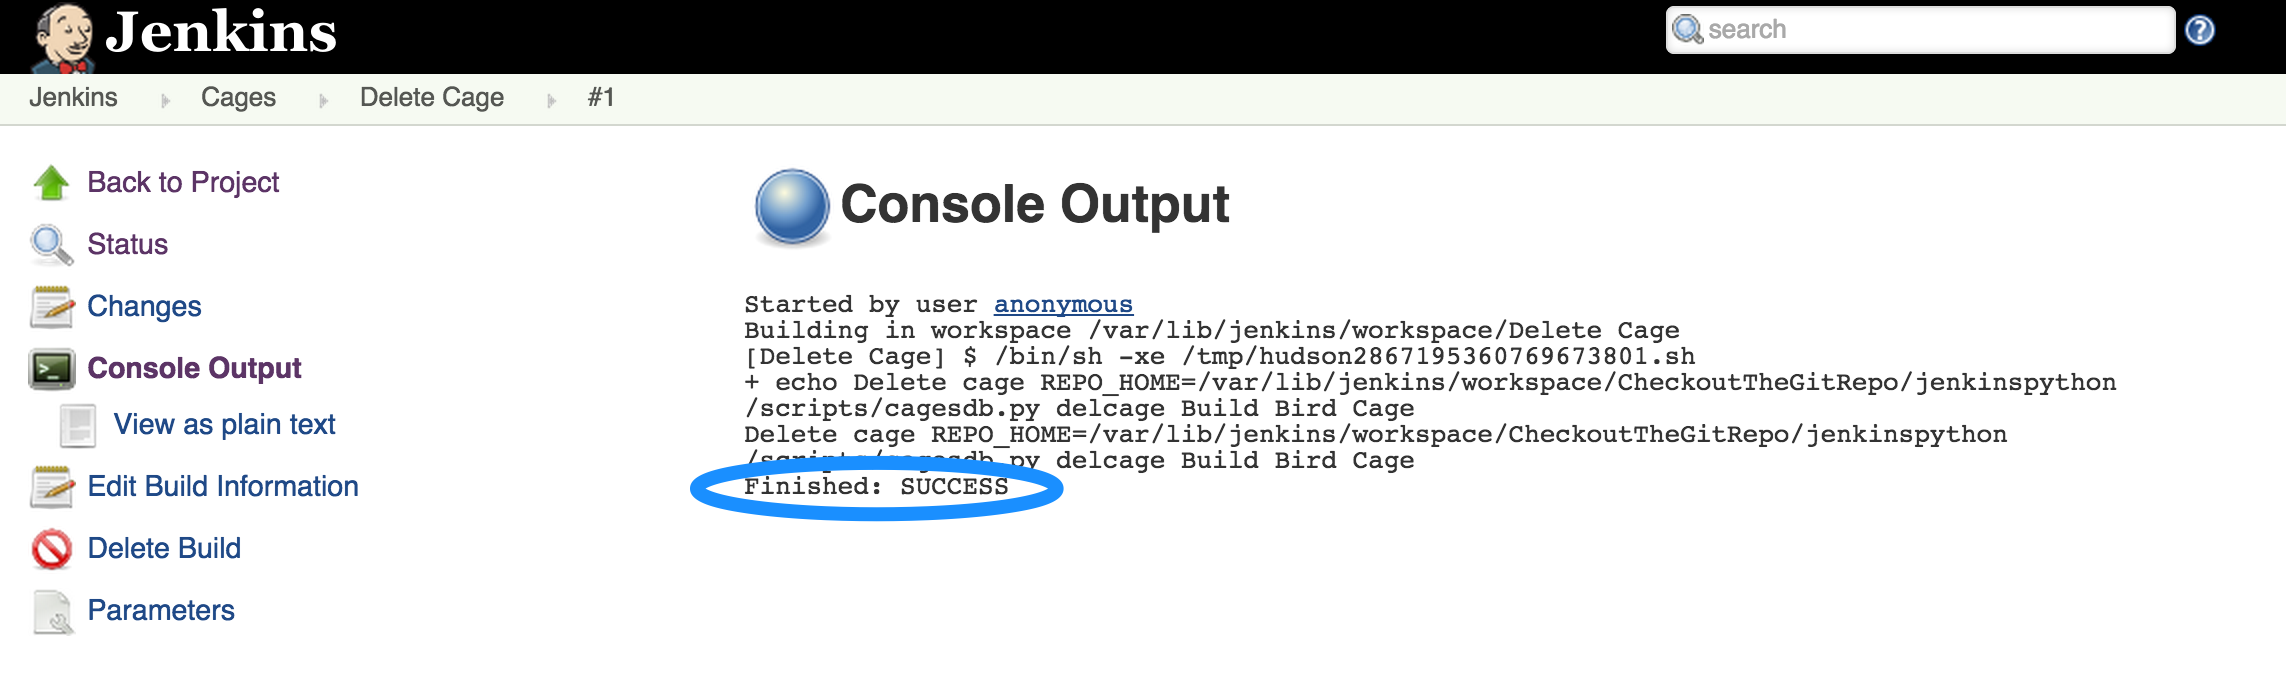 Jenkins
search
Jenkins Cages Delete Cage #1
Back to Project
Status
Changes
Console Output
View as plain text
Edit Build Information
Delete Build
Parameters
Console Output
Started by user anonymous
Building in workspace /var/lib/jenkins/workspace/Delete Cage
[Delete Cage] $ /bin/sh -xe /tmp/hudson2867195360769673801.sh
+ echo Delete cage REPO_HOME=/var/lib/jenkins/workspace/CheckoutTheGitRepo/jenkinspython
/scripts/cagesdb.py delcage Build Bird Cage
Delete cage REPO_HOME=/var/lib/jenkins/workspace/CheckoutTheGitRepo/jenkinspython
/scripts/cagesdb.py delcage Build Bird Cage
Finished: SUCCESS